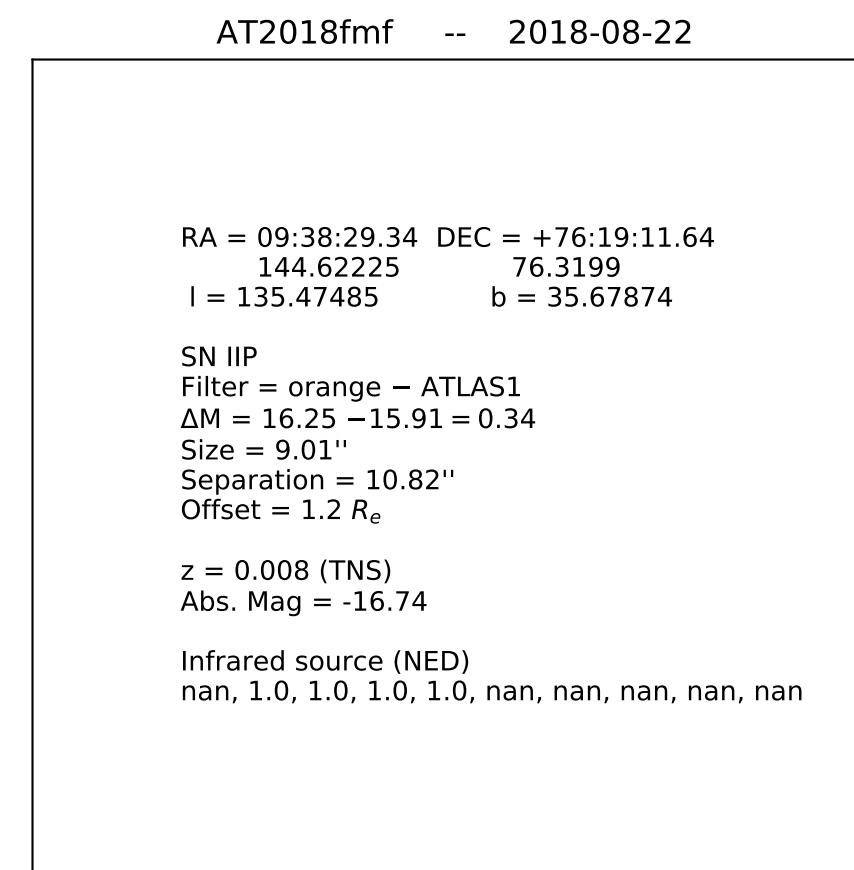 AT2018fmf -- 2018-08-22
RA = 09:38:29.34 DEC = +76:19:11.64
144.62225 76.3199
l = 135.47485 b = 35.67874
SN IIP
Filter = orange − ATLAS1
ΔM = 16.25 −15.91 = 0.34
Size = 9.01''
Separation = 10.82''
Offset = 1.2 Rₑ
z = 0.008 (TNS)
Abs. Mag = -16.74
Infrared source (NED)
nan, 1.0, 1.0, 1.0, 1.0, nan, nan, nan, nan, nan